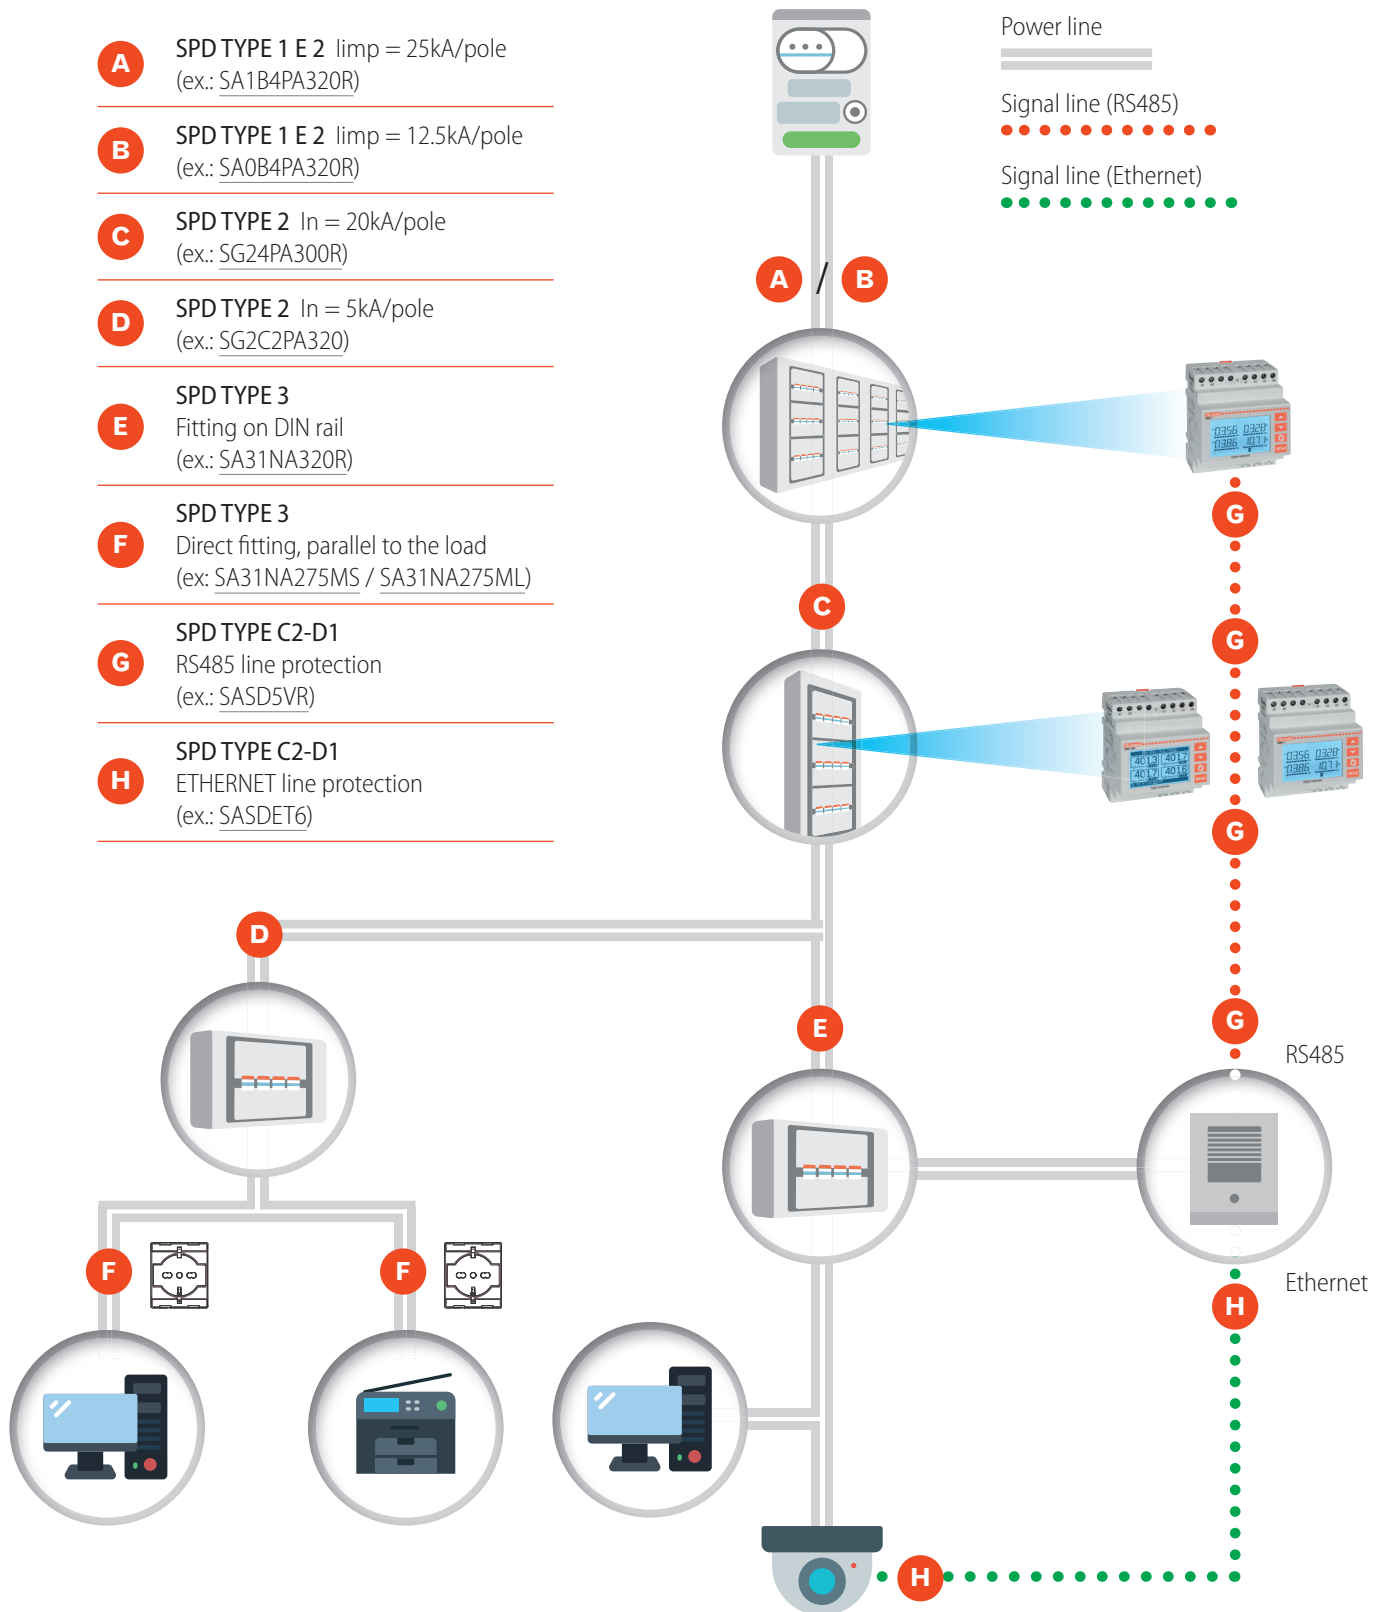 A
SPD TYPE 1 E 2 Iimp = 25kA/pole
(ex.: SA1B4PA320R)
B
SPD TYPE 1 E 2 Iimp = 12.5kA/pole
(ex.: SA0B4PA320R)
C
SPD TYPE 2 In = 20kA/pole
(ex.: SG24PA300R)
D
SPD TYPE 2 In = 5kA/pole
(ex.: SG2C2PA320)
E
SPD TYPE 3
Fitting on DIN rail
(ex.: SA31NA320R)
F
SPD TYPE 3
Direct fitting, parallel to the load
(ex: SA31NA275MS / SA31NA275ML)
G
SPD TYPE C2-D1
RS485 line protection
(ex.: SASD5VR)
H
SPD TYPE C2-D1
ETHERNET line protection
(ex.: SASDET6)
Power line
Signal line (RS485)
Signal line (Ethernet)
A / B
G
C
G
G
D
E
G
RS485
F
F
Ethernet
H
H